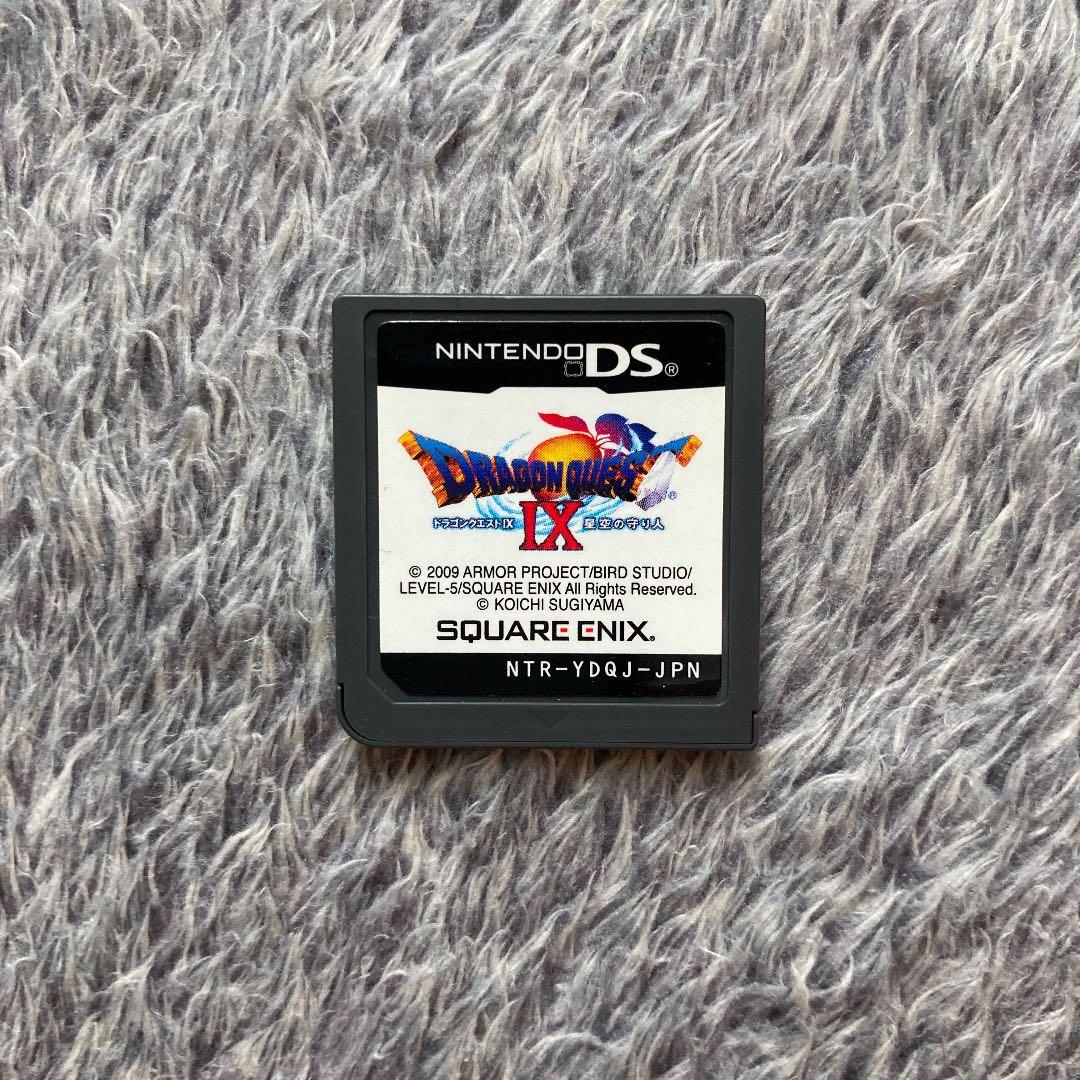 NINTENDO DS®
DRAGON QUEST®
ドラゴンクエストIX 星空の守り人
IX
© 2009 ARMOR PROJECT/BIRD STUDIO/
LEVEL-5/SQUARE ENIX All Rights Reserved.
© KOICHI SUGIYAMA
SQUARE ENIX®
NTR-YDQJ-JPN